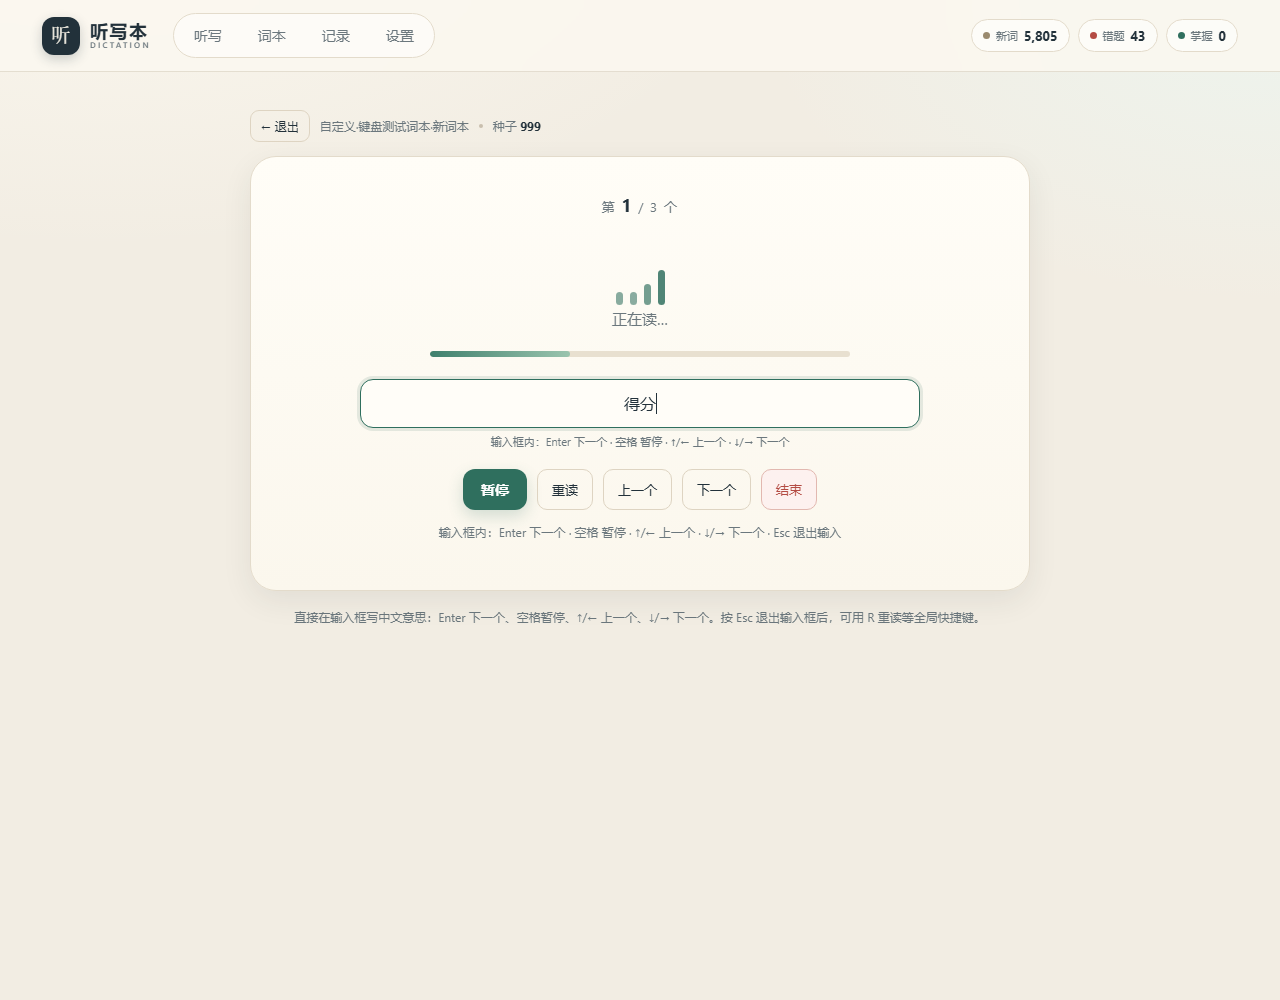 听 听写本 听写 词本 记录 设置 新词 5,805 错题 43 掌握 0
DICTATION
← 退出 自定义·键盘测试词本·新词本 • 种子 999
第 1 / 3 个
正在读...
得分
输入框内：Enter 下一个 · 空格 暂停 · ↑/← 上一个 · ↓/→ 下一个
暂停 重读 上一个 下一个 结束
输入框内：Enter 下一个 · 空格 暂停 · ↑/← 上一个 · ↓/→ 下一个 · Esc 退出输入
直接在输入框写中文意思：Enter 下一个、空格暂停、↑/← 上一个、↓/→ 下一个。按 Esc 退出输入框后，可用 R 重读等全局快捷键。